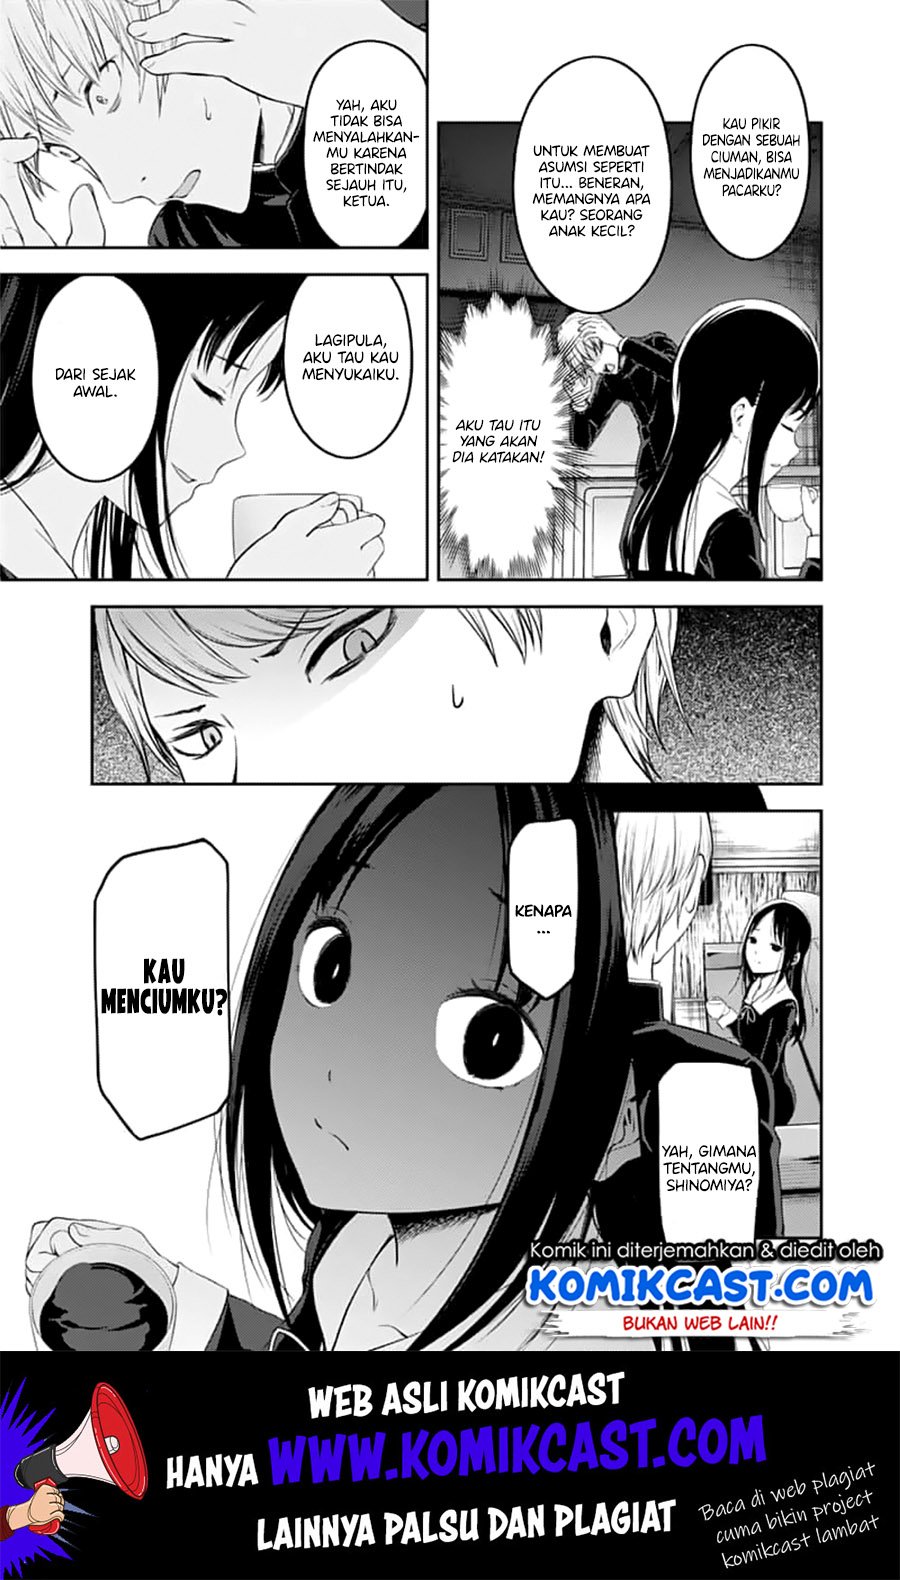 KAU PIKIR
DENGAN SEBUAH
CIUMAN, BISA
MENJADIKANMU
PACARKU?
UNTUK MEMBUAT
ASUMSI SEPERTI
ITU... BENERAN,
MEMANGNYA APA
KAU? SEORANG
ANAK KECIL?
AKU TAU ITU
YANG AKAN
DIA KATAKAN!
YAH, AKU
TIDAK BISA
MENYALAHKAN-
MU KARENA
BERTINDAK
SEJAUH ITU,
KETUA.
LAGIPULA,
AKU TAU KAU
MENYUKAIKU.
DARI SEJAK
AWAL.
YAH, GIMANA
TENTANGMU,
SHINOMIYA?
KENAPA
...
KAU
MENCIUMKU?
Komik ini diterjemahkan & diedit oleh
KOMIKCAST.COM
BUKAN WEB LAIN!!
WEB ASLI KOMIKCAST
HANYA WWW.KOMIKCAST.COM
LAINNYA PALSU DAN PLAGIAT
Baca di web plagiat
cuma bikin project
komikcast lambat